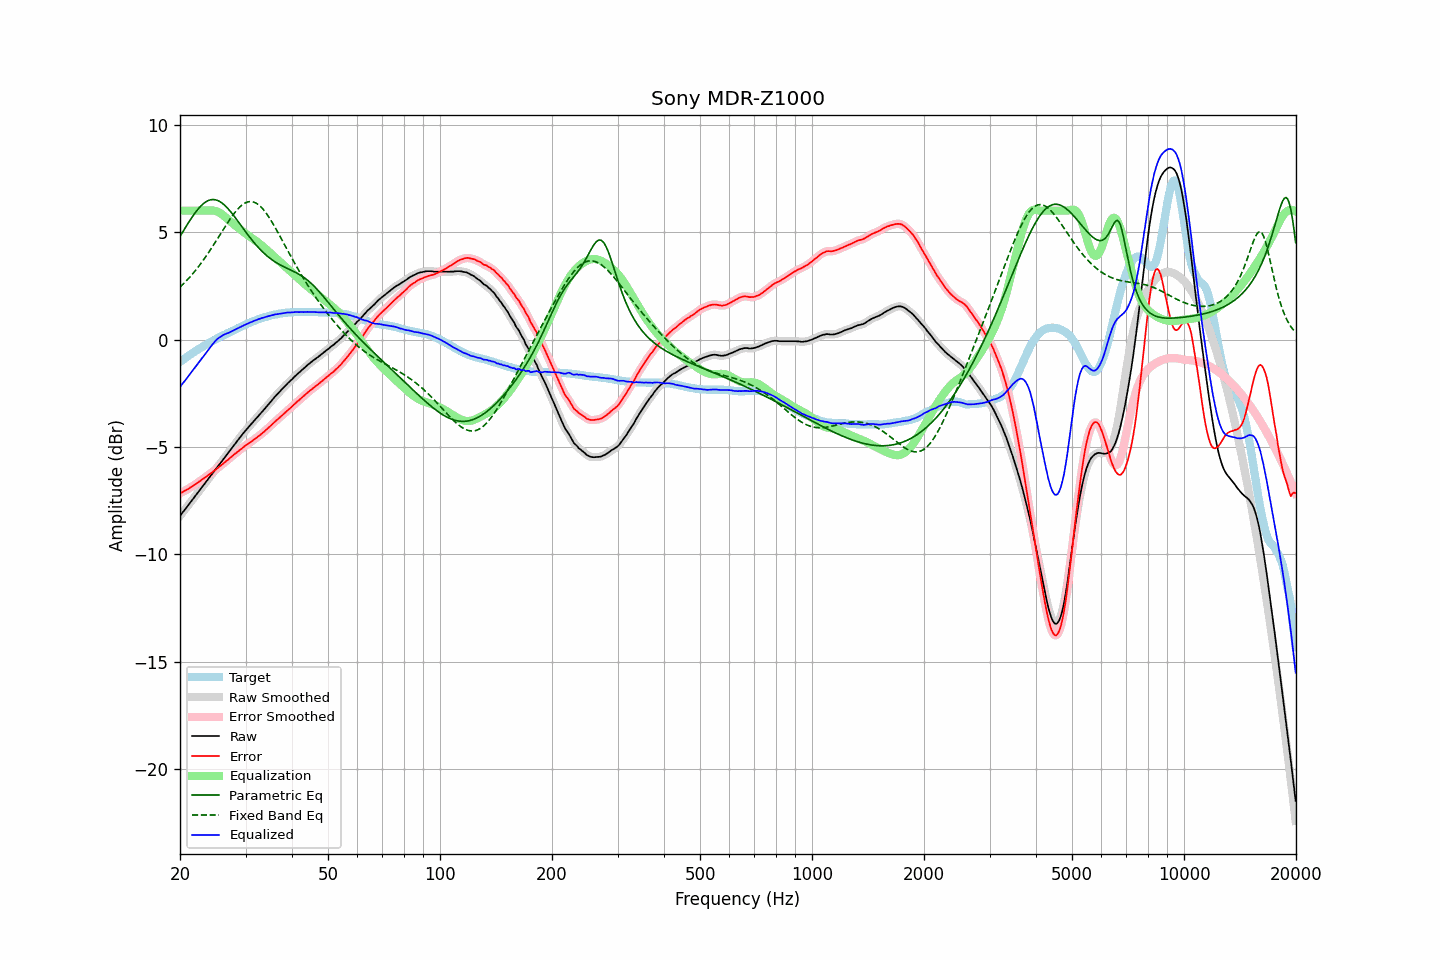 Sony MDR-Z1000
Amplitude (dBr)
10
5
0
−5
−10
−15
−20
Target
Raw Smoothed
Error Smoothed
Raw
Error
Equalization
Parametric Eq
Fixed Band Eq
Equalized
20 50 100 200 500 1000 2000 5000 10000 20000
Frequency (Hz)